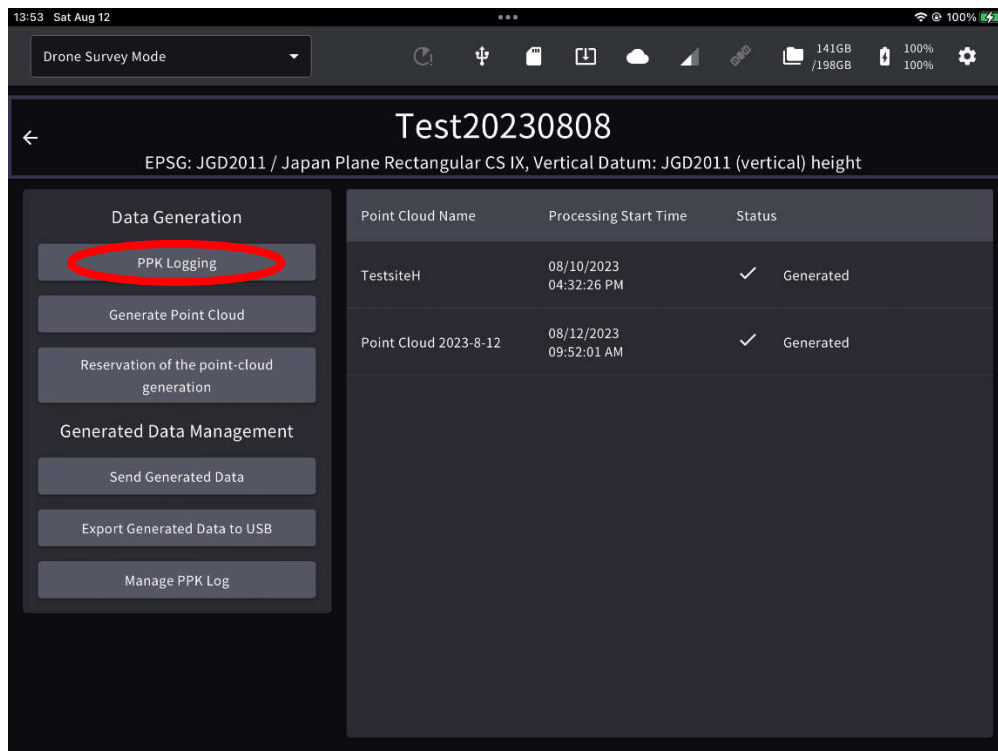 13:53 Sat Aug 12
100%
Drone Survey Mode
141GB
/198GB
100%
100%
Test20230808
EPSG: JGD2011 / Japan Plane Rectangular CS IX, Vertical Datum: JGD2011 (vertical) height
Data Generation
PPK Logging
Generate Point Cloud
Reservation of the point-cloud
generation
Generated Data Management
Send Generated Data
Export Generated Data to USB
Manage PPK Log
Point Cloud Name Processing Start Time Status
TestsiteH 08/10/2023
04:32:26 PM Generated
Point Cloud 2023-8-12 08/12/2023
09:52:01 AM Generated